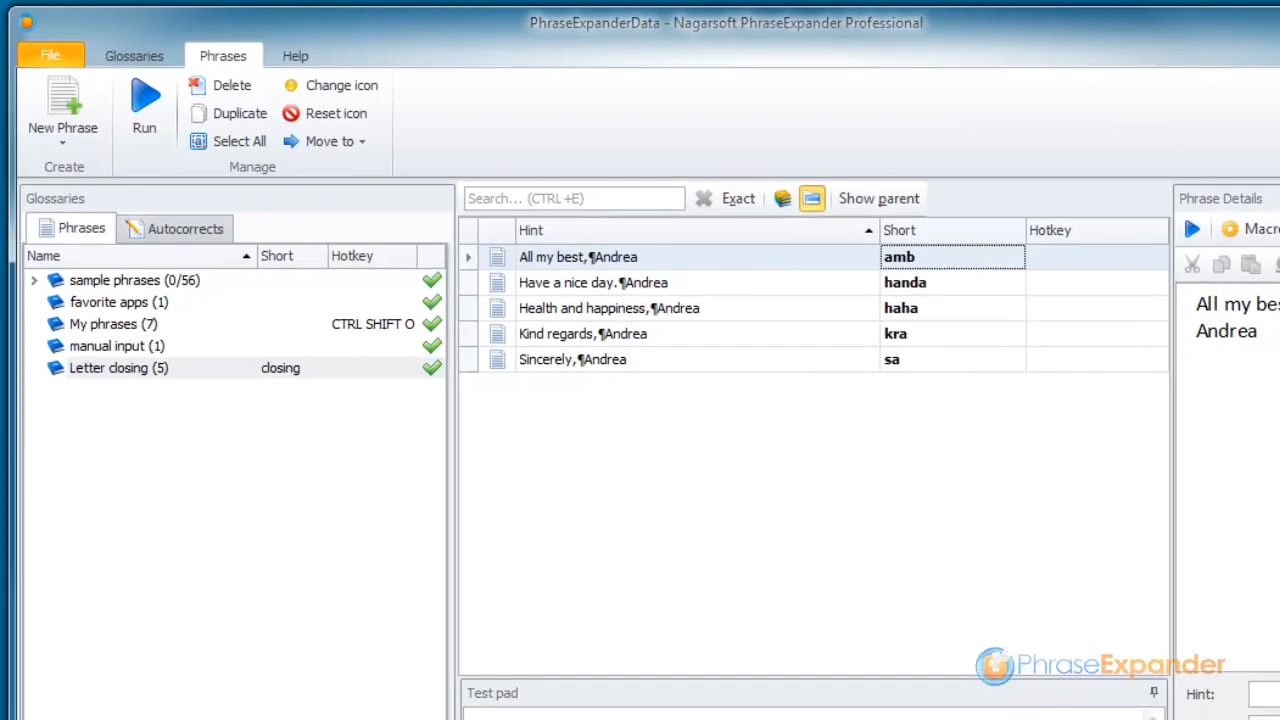 PhraseExpanderData - Nagarsoft PhraseExpander Professional
File Glossaries Phrases Help
New Phrase
Run
Delete
Duplicate
Select All
Change icon
Reset icon
Move to
Create
Manage
Glossaries
Phrases Autocorrects
Name Short Hotkey
sample phrases (0/56)
favorite apps (1)
My phrases (7) CTRL SHIFT O
manual input (1)
Letter closing (5) closing
Search... (CTRL +E) Exact Show parent
Hint Short Hotkey
All my best,¶Andrea amb
Have a nice day.¶Andrea handa
Health and happiness,¶Andrea haha
Kind regards,¶Andrea kra
Sincerely,¶Andrea sa
Test pad
Phrase Details
All my
Andrea
Hint:
PhraseExpander